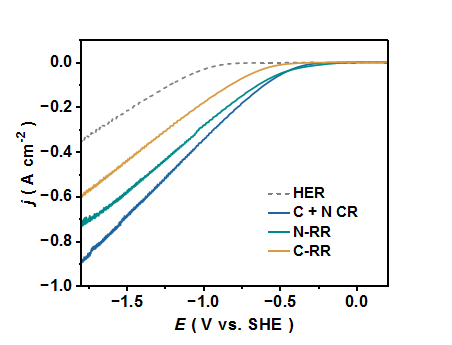 0.0
−0.2
−0.4
−0.6
−0.8
−1.0
j ( A cm⁻²)
HER
C + N CR
N-RR
C-RR
−1.5
−1.0
−0.5
0.0
E ( V vs. SHE )